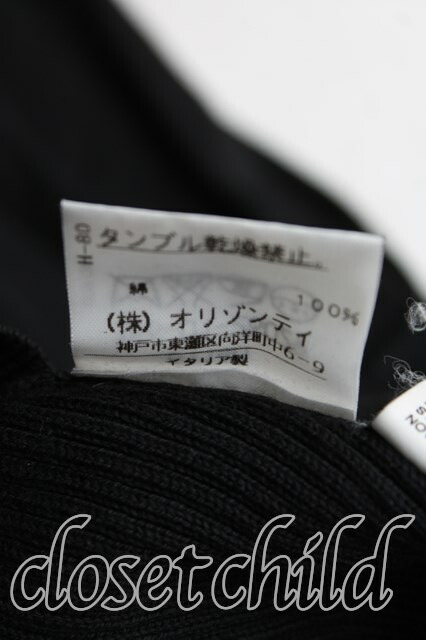 H-80
タンブル乾燥禁止.
綿 100%
(株) オリゾンティ
神戸市東灘区向洋町中6-9
イタリア製
closetchild